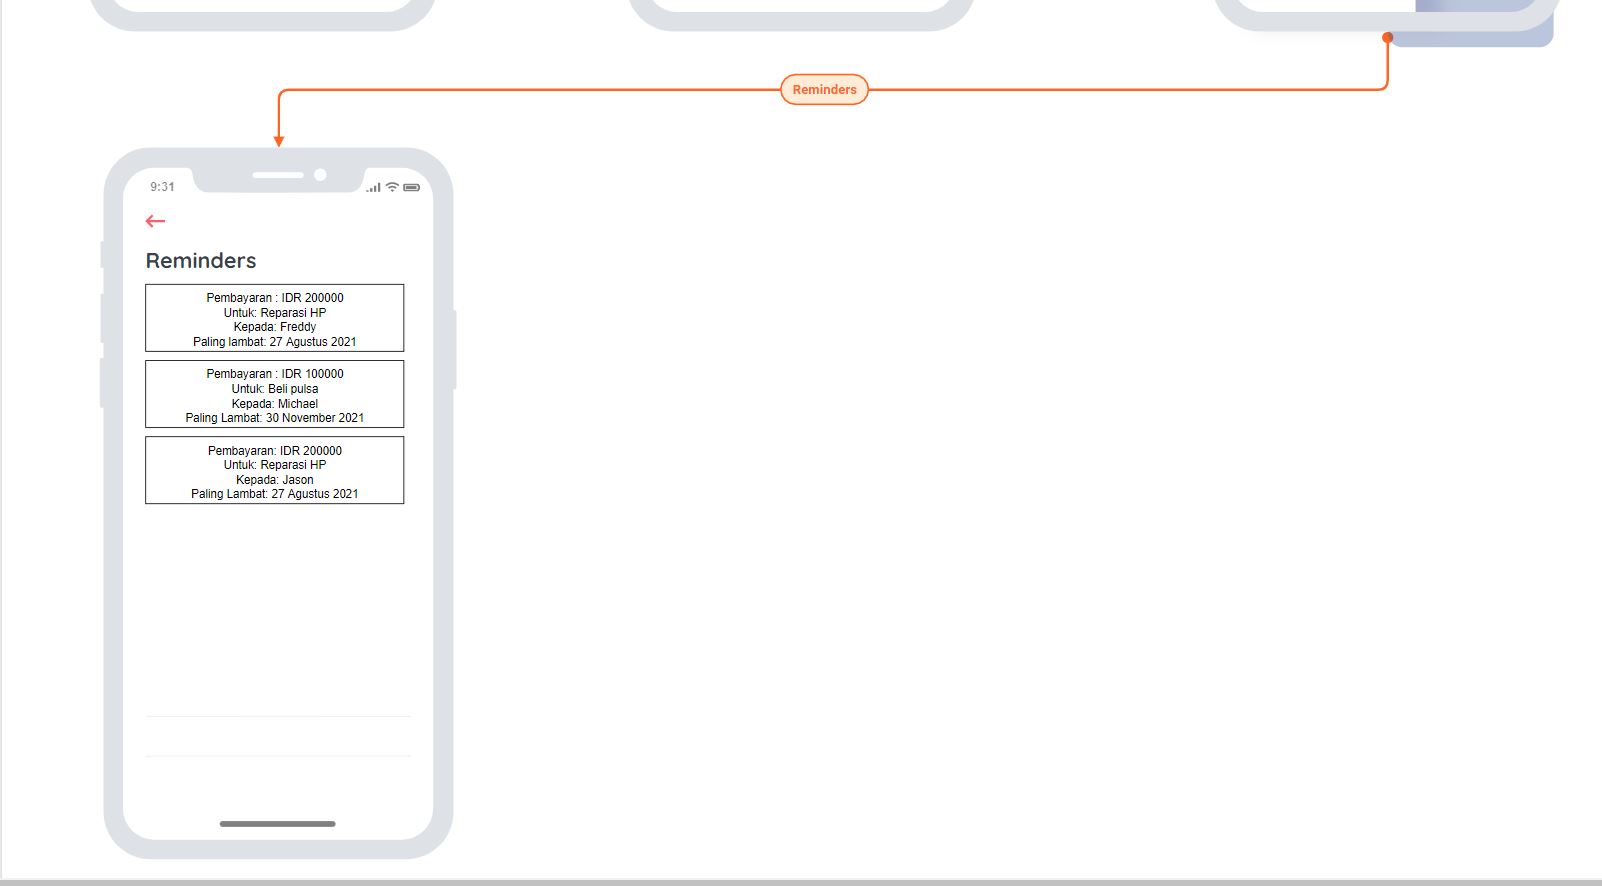 Reminders
9:31
Reminders
Pembayaran : IDR 200000
Untuk: Reparasi HP
Kepada: Freddy
Paling lambat: 27 Agustus 2021
Pembayaran : IDR 100000
Untuk: Beli pulsa
Kepada: Michael
Paling Lambat: 30 November 2021
Pembayaran: IDR 200000
Untuk: Reparasi HP
Kepada: Jason
Paling Lambat: 27 Agustus 2021